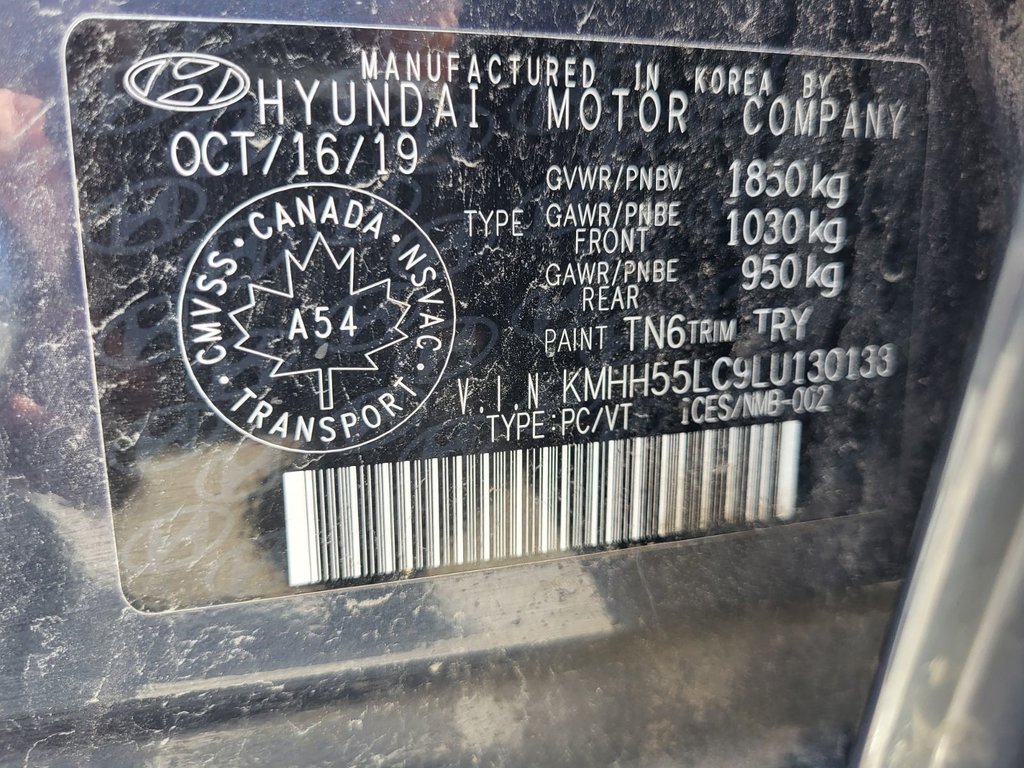 MANUFACTURED IN KOREA BY
HYUNDAI MOTOR COMPANY
OCT/16/19
GVWR/PNBV 1850 kg
TYPE GAWR/PNBE FRONT 1030 kg
GAWR/PNBE REAR 950 kg
PAINT TN6 TRIM TRY
V.I.N KMHH55LC9LU130133
TYPE:PC/VT iCES/NMB-002
CMVSS · CANADA · NSVAC · TRANSPORT ·
A54